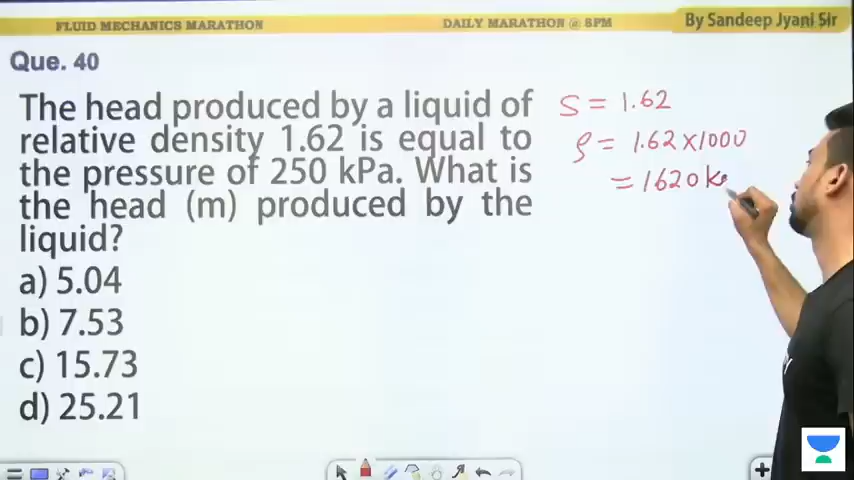 FLUID MECHANICS MARATHON
DAILY MARATHON @ 8PM
By Sandeep Jyani Sir
Que. 40
The head produced by a liquid of
relative density 1.62 is equal to
the pressure of 250 kPa. What is
the head (m) produced by the
liquid?
a) 5.04
b) 7.53
c) 15.73
d) 25.21
S = 1.62
ρ = 1.62×1000
= 1620 k